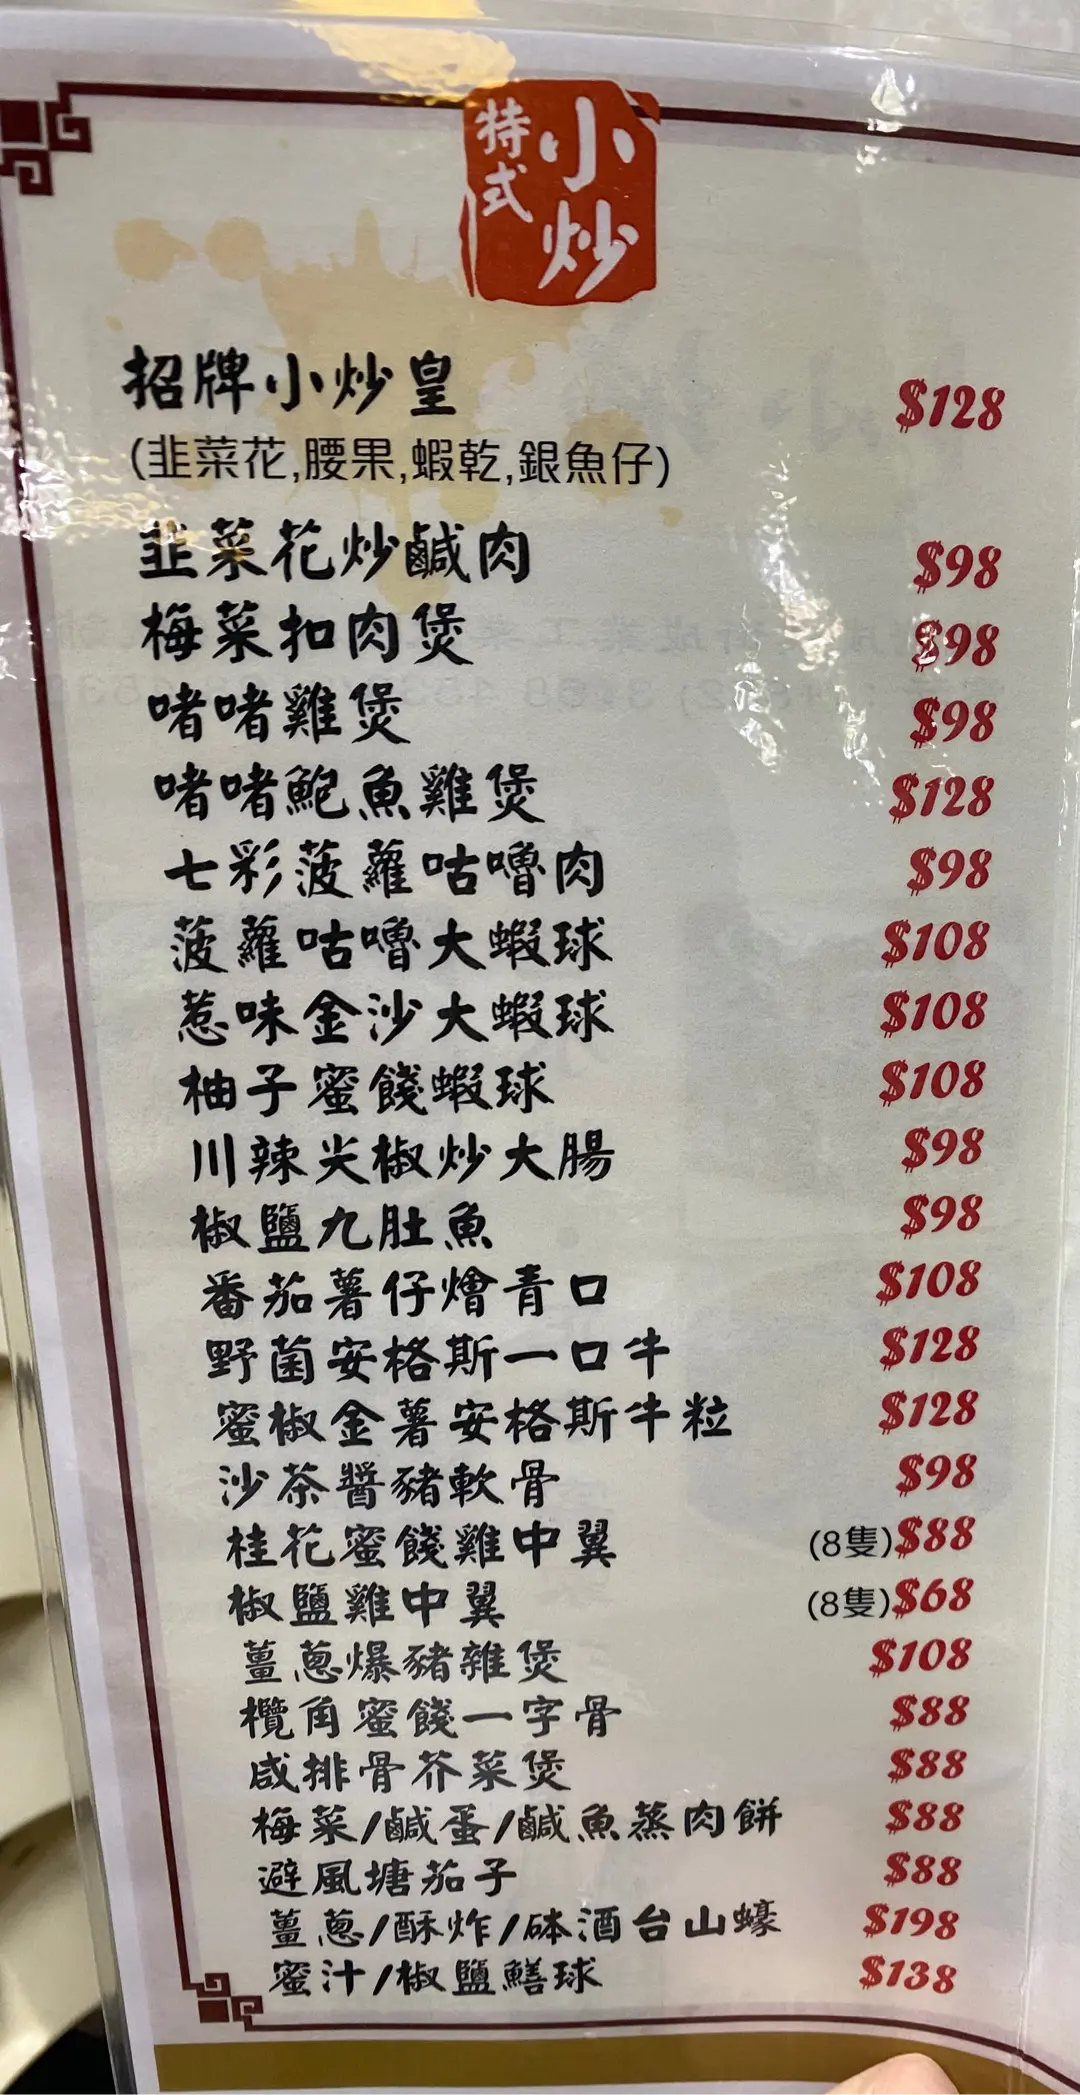 特式
小炒
招牌小炒皇 $128
(韭菜花,腰果,蝦乾,銀魚仔)
韭菜花炒鹹肉 $98
梅菜扣肉煲 $98
啫啫雞煲 $98
啫啫鮑魚雞煲 $128
七彩菠蘿咕嚕肉 $98
菠蘿咕嚕大蝦球 $108
惹味金沙大蝦球 $108
柚子蜜餞蝦球 $108
川辣尖椒炒大腸 $98
椒鹽九肚魚 $98
番茄薯仔燴青口 $108
野菌安格斯一口牛 $128
蜜椒金薯安格斯牛粒 $128
沙茶醬豬軟骨 $98
桂花蜜餞雞中翼 (8隻)$88
椒鹽雞中翼 (8隻)$68
薑蔥爆豬雜煲 $108
欖角蜜餞一字骨 $88
咸排骨芥菜煲 $88
梅菜/鹹蛋/鹹魚蒸肉餅 $88
避風塘茄子 $88
薑蔥/酥炸/砵酒台山蠔 $198
蜜汁/椒鹽鱔球 $138